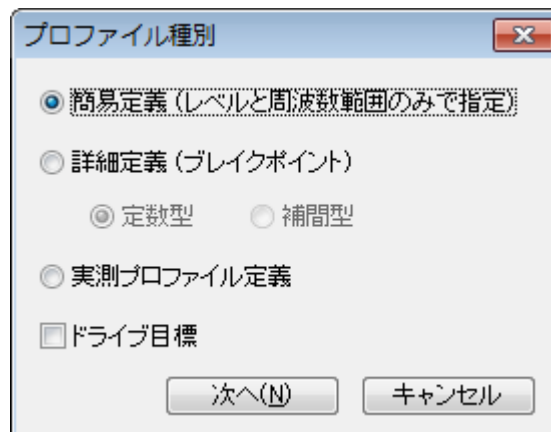 プロファイル種別
簡易定義(レベルと周波数範囲のみで指定)
詳細定義(ブレイクポイント)
定数型 補間型
実測プロファイル定義
ドライブ目標
次へ(N) キャンセル